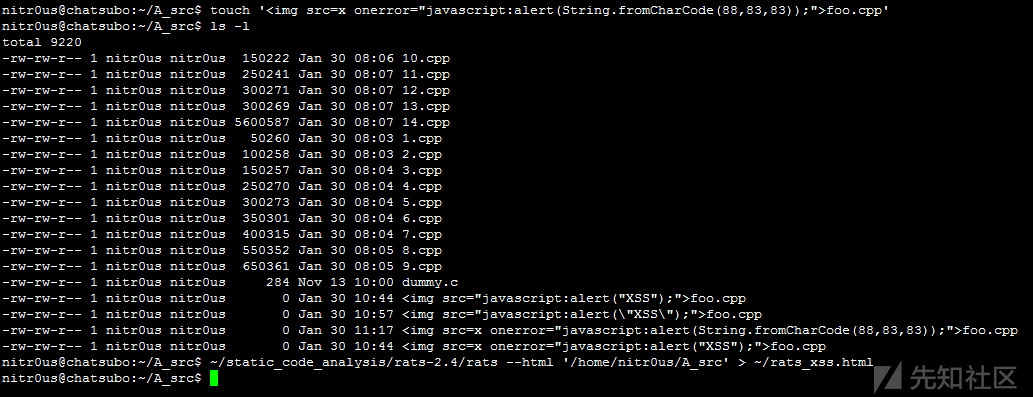 nitr0us@chatsubo:~/A_src$ touch '<img src=x onerror="javascript:alert(String.fromCharCode(88,83,83));">foo.cpp'
nitr0us@chatsubo:~/A_src$ ls -l
total 9220
-rw-rw-r-- 1 nitr0us nitr0us  150222 Jan 30 08:06 10.cpp
-rw-rw-r-- 1 nitr0us nitr0us  250241 Jan 30 08:07 11.cpp
-rw-rw-r-- 1 nitr0us nitr0us  300271 Jan 30 08:07 12.cpp
-rw-rw-r-- 1 nitr0us nitr0us  300269 Jan 30 08:07 13.cpp
-rw-rw-r-- 1 nitr0us nitr0us 5600587 Jan 30 08:07 14.cpp
-rw-rw-r-- 1 nitr0us nitr0us   50260 Jan 30 08:03 1.cpp
-rw-rw-r-- 1 nitr0us nitr0us  100258 Jan 30 08:03 2.cpp
-rw-rw-r-- 1 nitr0us nitr0us  150257 Jan 30 08:04 3.cpp
-rw-rw-r-- 1 nitr0us nitr0us  250270 Jan 30 08:04 4.cpp
-rw-rw-r-- 1 nitr0us nitr0us  300273 Jan 30 08:04 5.cpp
-rw-rw-r-- 1 nitr0us nitr0us  350301 Jan 30 08:04 6.cpp
-rw-rw-r-- 1 nitr0us nitr0us  400315 Jan 30 08:04 7.cpp
-rw-rw-r-- 1 nitr0us nitr0us  550352 Jan 30 08:05 8.cpp
-rw-rw-r-- 1 nitr0us nitr0us  650361 Jan 30 08:05 9.cpp
-rw-rw-r-- 1 nitr0us nitr0us     284 Nov 13 10:00 dummy.c
-rw-rw-r-- 1 nitr0us nitr0us       0 Jan 30 10:44 <img src="javascript:alert("XSS");">foo.cpp
-rw-rw-r-- 1 nitr0us nitr0us       0 Jan 30 10:57 <img src="javascript:alert(\"XSS\");">foo.cpp
-rw-rw-r-- 1 nitr0us nitr0us       0 Jan 30 11:17 <img src=x onerror="javascript:alert(String.fromCharCode(88,83,83));">foo.cpp
-rw-rw-r-- 1 nitr0us nitr0us       0 Jan 30 10:44 <img src=x onerror="javascript:alert("XSS");">foo.cpp
nitr0us@chatsubo:~/A_src$ ~/static_code_analysis/rats-2.4/rats --html '/home/nitr0us/A_src' > ~/rats_xss.html
nitr0us@chatsubo:~/A_src$
先知社区